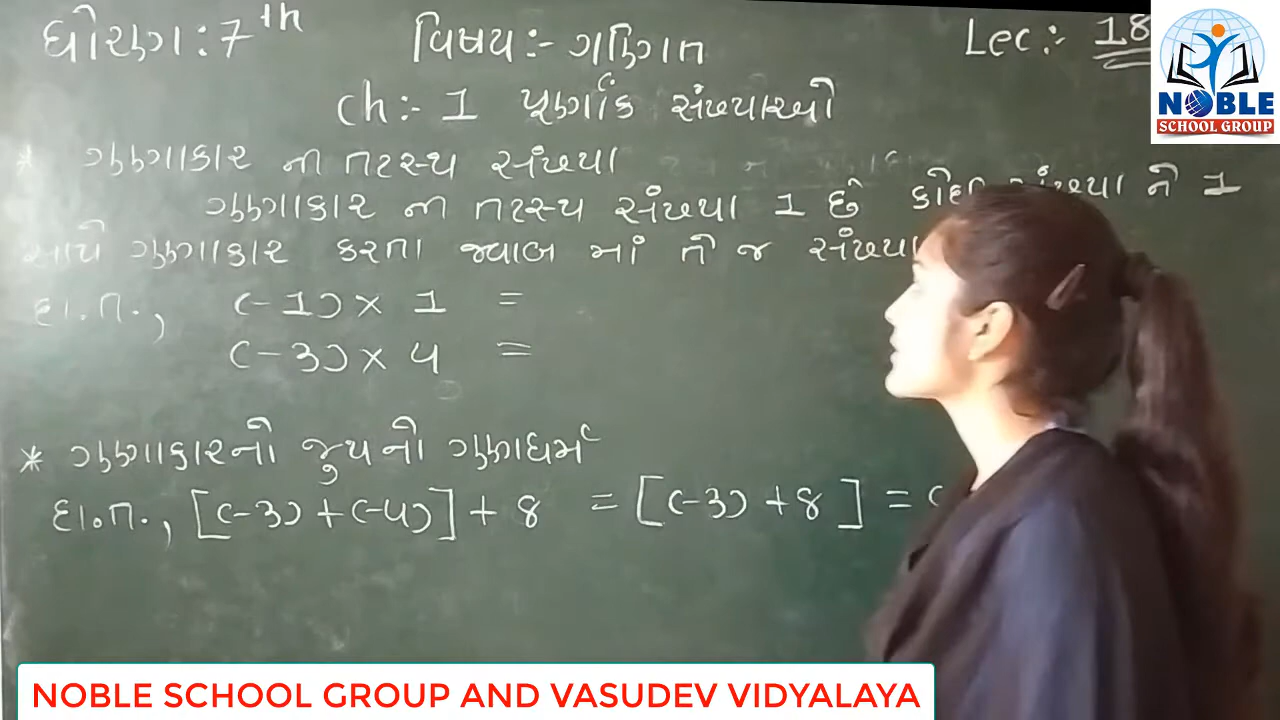 ધોરણ : 7th વિષય :- ગણિત Lec :- 18
NOBLE
SCHOOL GROUP
ch :- 1 પૂર્ણાંક સંખ્યાઓ
* ગુણાકાર ની તટસ્થ સંખ્યા
ગુણાકાર ની તટસ્થ સંખ્યા 1 છે કોઈ સંખ્યા ને 1
સાથે ગુણાકાર કરતા જવાબ માં તે જ સંખ્યા
દા.ત., (-1) × 1 =
(-3) × 4 =
* ગુણાકારનો જુથનો ગુણધર્મ
દા.ત., [(-3) + (-4)] + 8 = [(-3) + 8] =
NOBLE SCHOOL GROUP AND VASUDEV VIDYALAYA